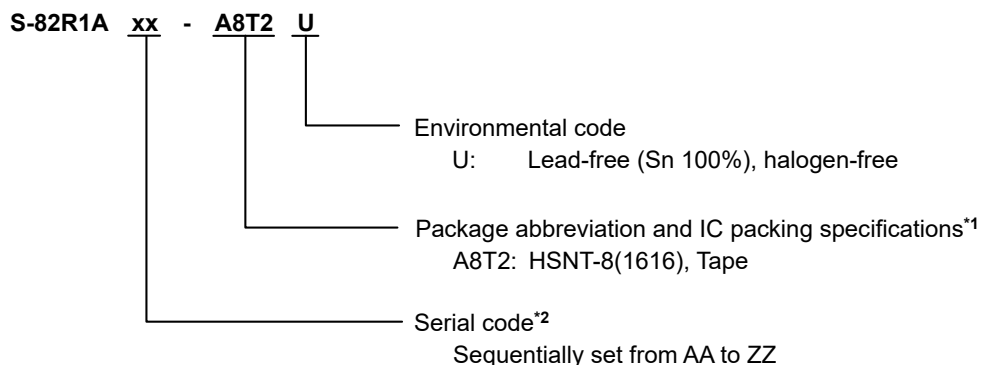 S-82R1A xx - A8T2 U
Environmental code
U: Lead-free (Sn 100%), halogen-free
Package abbreviation and IC packing specifications*1
A8T2: HSNT-8(1616), Tape
Serial code*2
Sequentially set from AA to ZZ